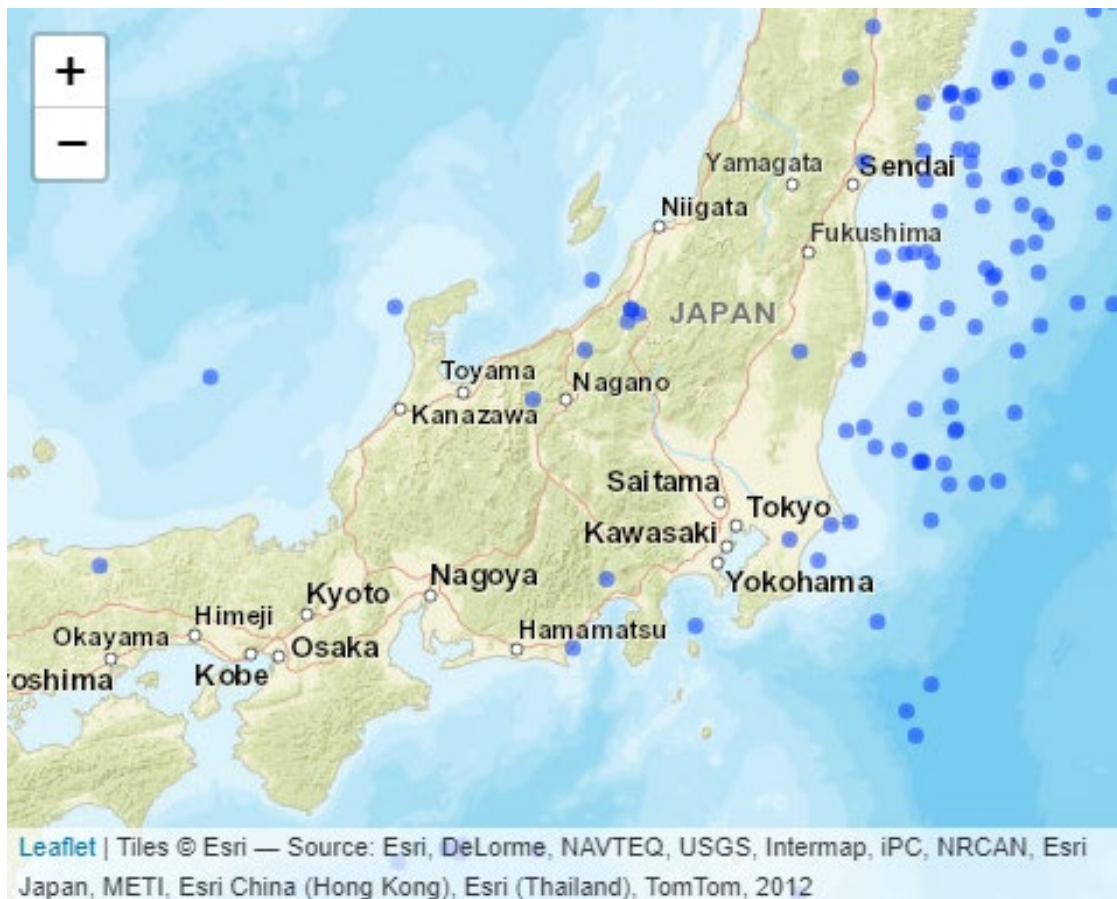 +
−
Yamagata
Sendai
Niigata
Fukushima
JAPAN
Toyama
Nagano
Kanazawa
Saitama
Tokyo
Kawasaki
Nagoya
Yokohama
Kyoto
Himeji
Hamamatsu
Okayama
Osaka
Kobe
roshima
Leaflet | Tiles © Esri — Source: Esri, DeLorme, NAVTEQ, USGS, Intermap, iPC, NRCAN, Esri
Japan, METI, Esri China (Hong Kong), Esri (Thailand), TomTom, 2012